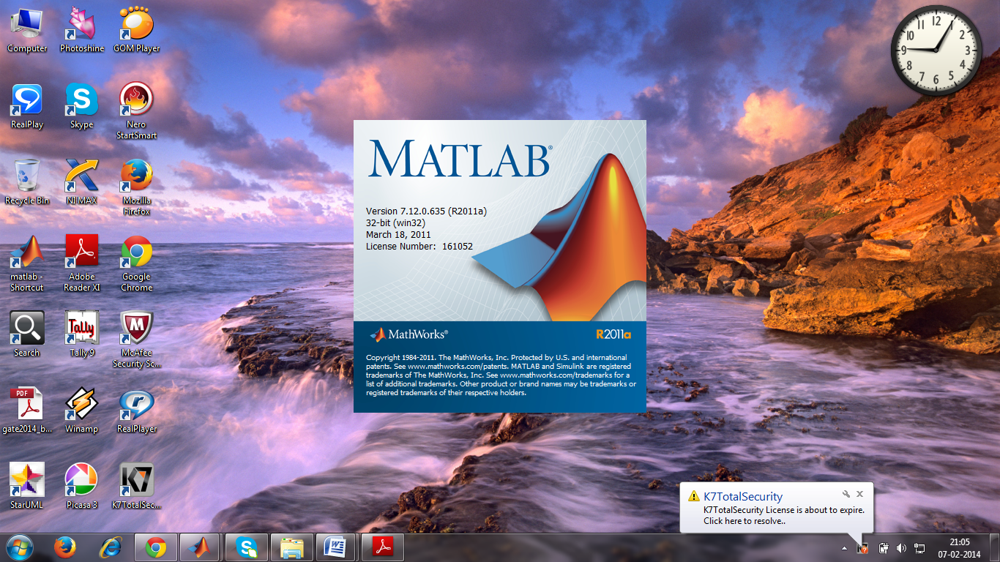 Computer
Photoshine
GOM Player
RealPlay
Skype
Nero
StartSmart
Recycle Bin
NI MAX
Mozilla
Firefox
matlab -
Shortcut
Adobe
Reader XI
Google
Chrome
Search
Tally
Tally 9
McAfee
Security Sc...
PDF
gate2014_b...
Winamp
RealPlayer
StarUML
Picasa 3
K7
K7TotalSec...
MATLAB®
Version 7.12.0.635 (R2011a)
32-bit (win32)
March 18, 2011
License Number: 161052
MathWorks®
R2011a
Copyright 1984-2011. The MathWorks, Inc. Protected by U.S. and international
patents. See www.mathworks.com/patents. MATLAB and Simulink are registered
trademarks of The MathWorks, Inc. See www.mathworks.com/trademarks for a
list of additional trademarks. Other product or brand names may be trademarks or
registered trademarks of their respective holders.
12
1
2
3
4
5
6
7
8
9
10
11
K7TotalSecurity
K7TotalSecurity License is about to expire.
Click here to resolve..
21:05
07-02-2014